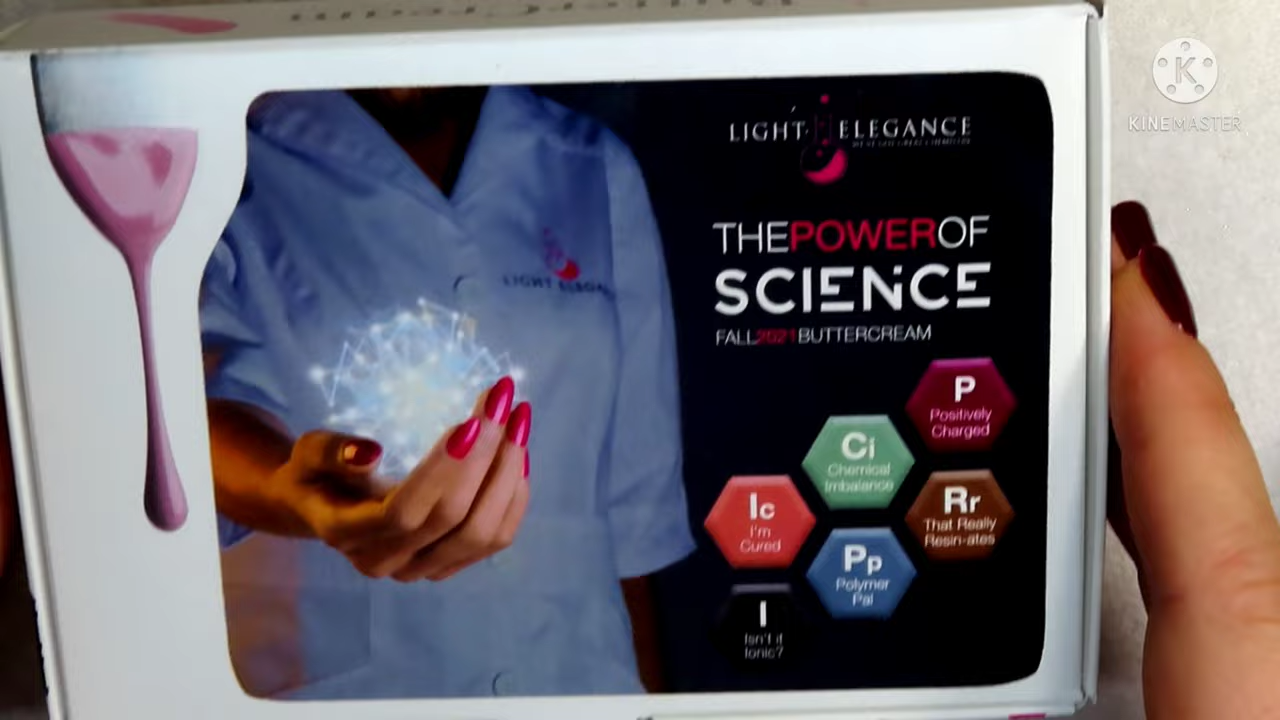 KINEMASTER
LIGHT ELEGANCE
THE POWER OF
SCIENCE
FALL 2021 BUTTERCREAM
LIGHT
P
Positively
Charged
Ci
Chemical
Imbalance
Ic
I'm
Cured
Rr
That Really
Resin-ates
Pp
Polymer
Pal
I
Isn't it
Ionic?